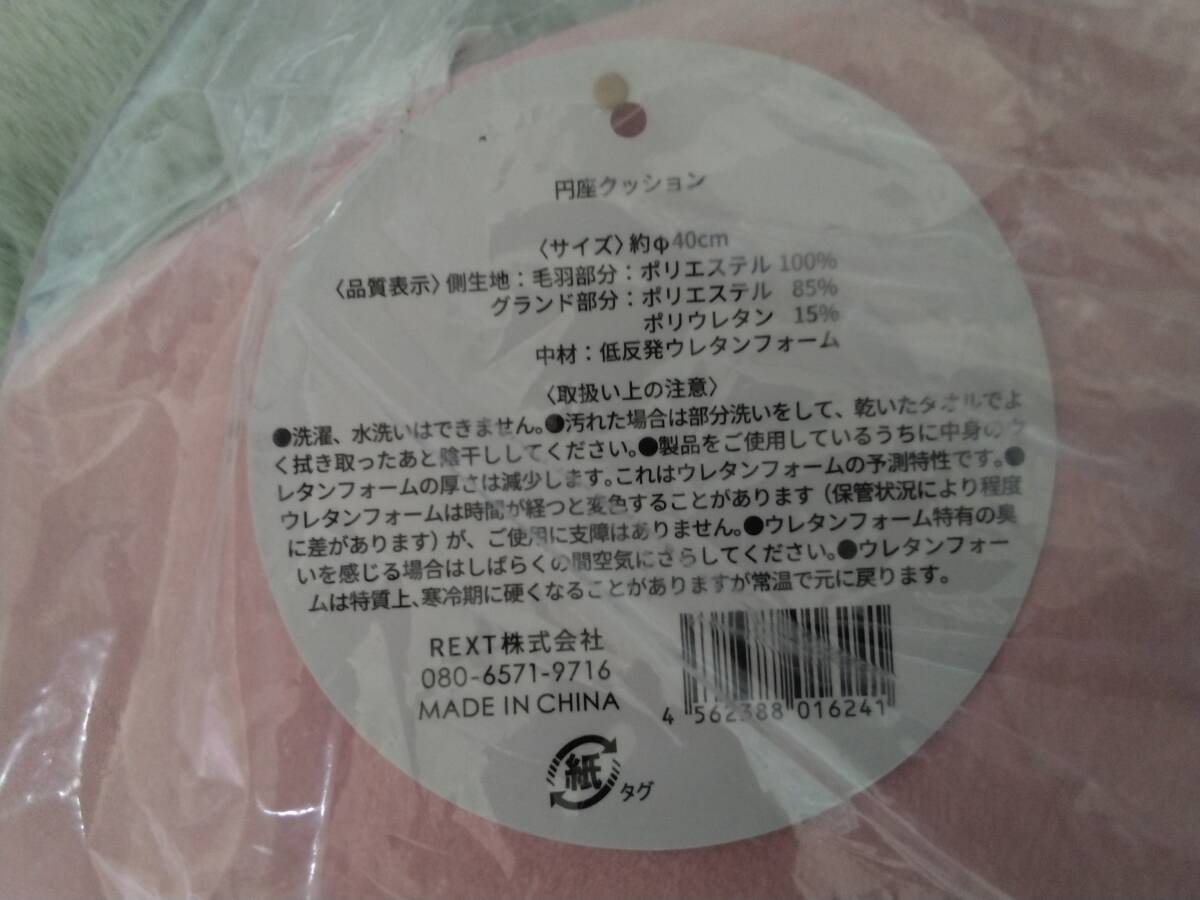 円座クッション
〈サイズ〉約φ40cm
〈品質表示〉側生地：毛羽部分：ポリエステル 100%
グランド部分：ポリエステル 85%
ポリウレタン 15%
中材：低反発ウレタンフォーム
〈取扱い上の注意〉
●洗濯、水洗いはできません。●汚れた場合は部分洗いをして、乾いたタオルでよ
く拭き取ったあと陰干ししてください。●製品をご使用しているうちに中身のウ
レタンフォームの厚さは減少します。これはウレタンフォームの予測特性です。●
ウレタンフォームは時間が経つと変色することがあります（保管状況により程度
に差があります）が、ご使用に支障はありません。●ウレタンフォーム特有の臭
いを感じる場合はしばらくの間空気にさらしてください。●ウレタンフォー
ムは特質上、寒冷期に硬くなることがありますが常温で元に戻ります。
REXT株式会社
080-6571-9716
MADE IN CHINA
4 562388 016241
紙
タグ